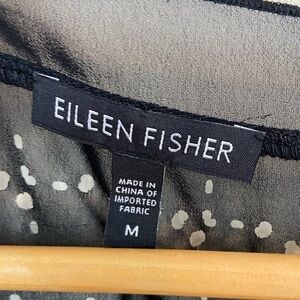 EILEEN FISHER
MADE IN
CHINA OF
IMPORTED
FABRIC
M